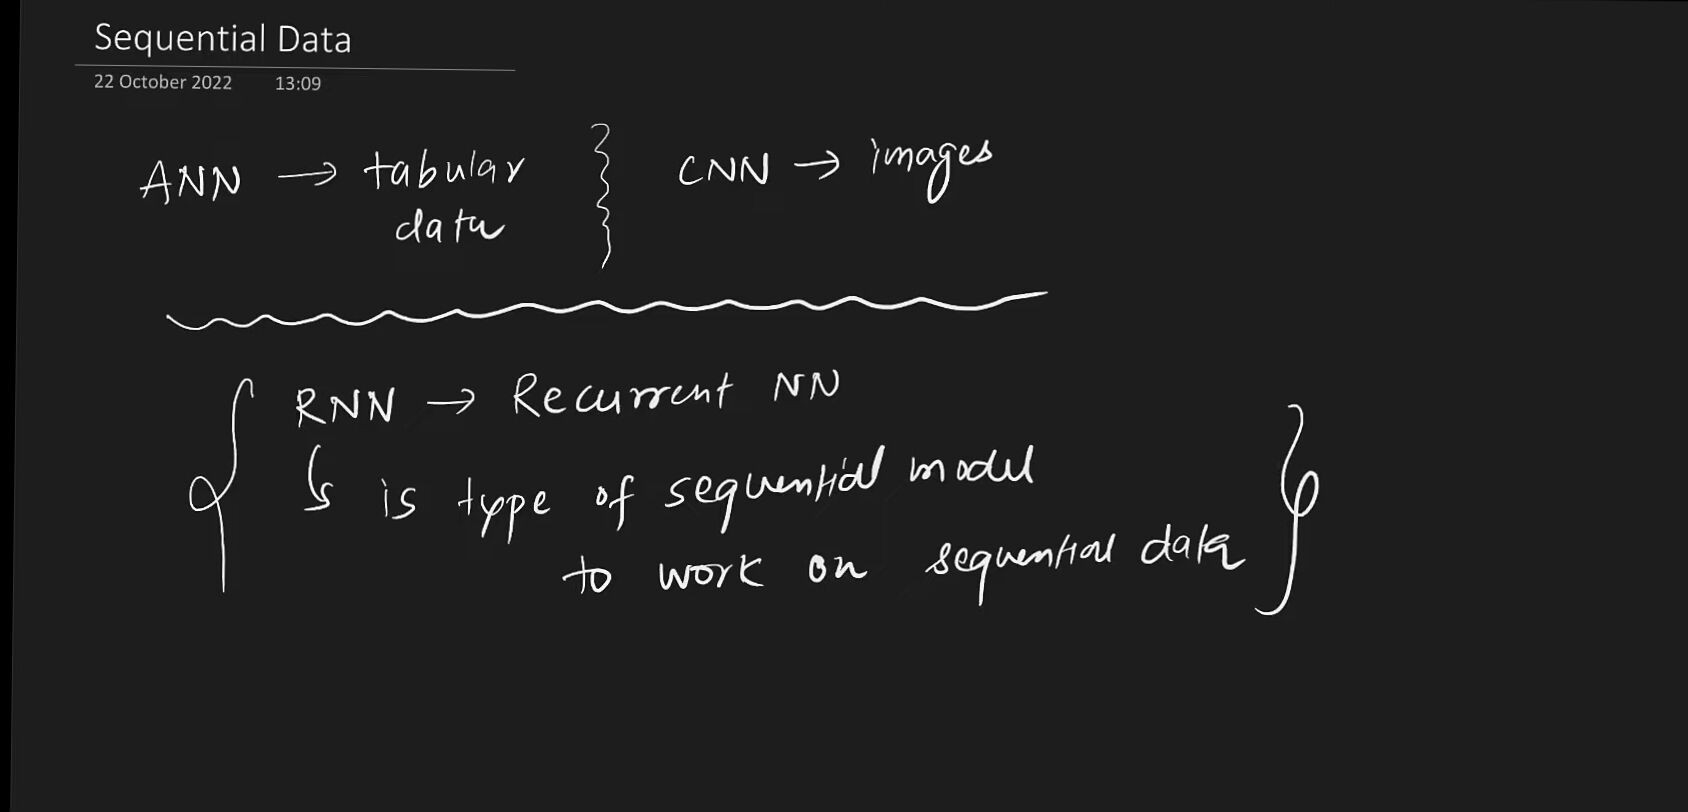 Sequential Data
22 October 2022 13:09
ANN → tabular data
CNN → images
RNN → Recurrent NN
↳ is type of sequential model
to work on sequential data